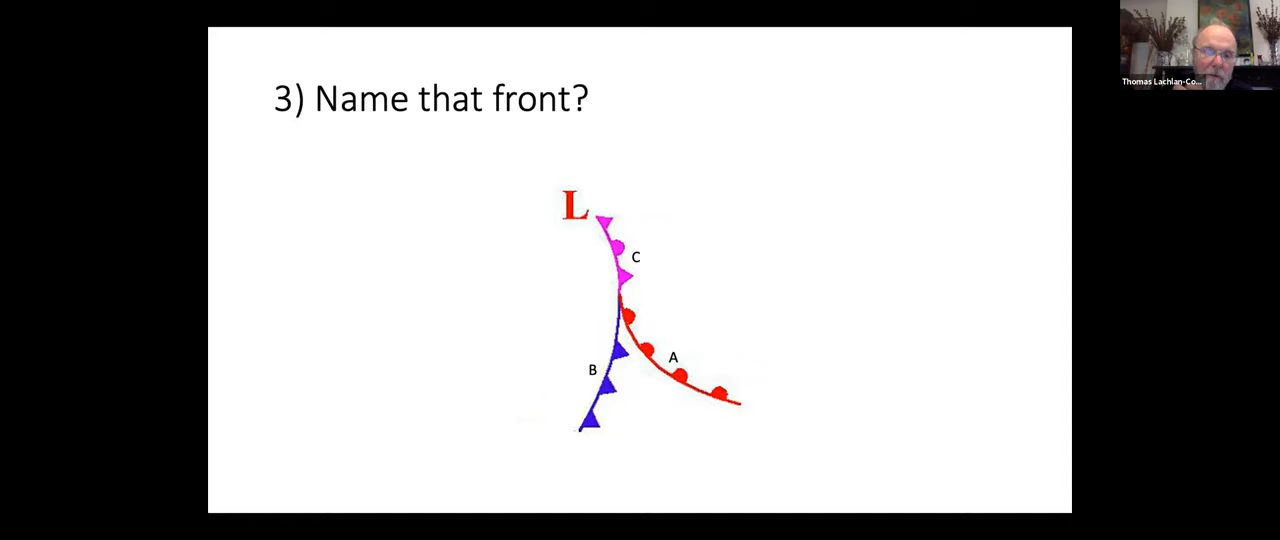 3) Name that front?
L
C
A
B
Thomas Lachlan-Co...